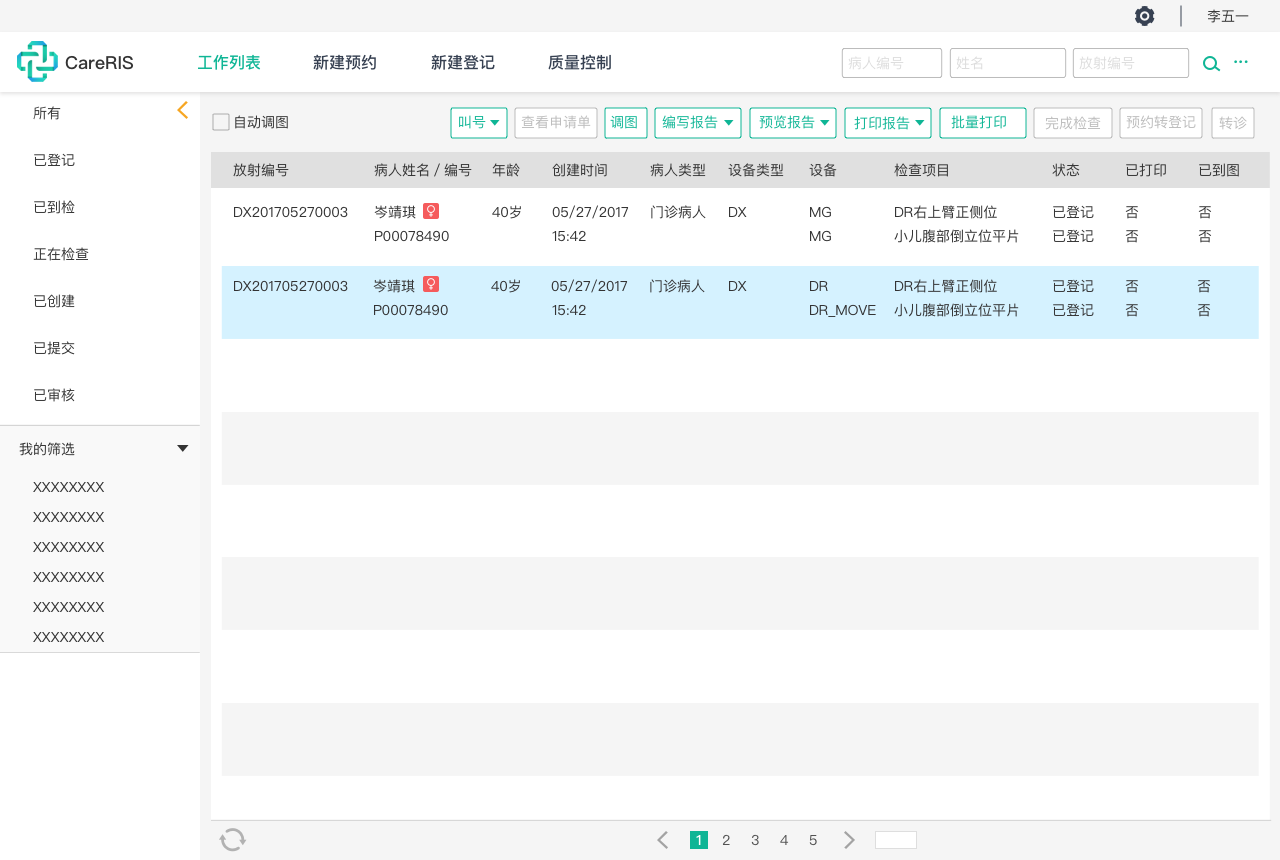 李五一
CareRIS 工作列表 新建预约 新建登记 质量控制 病人编号 姓名 放射编号
所有
已登记
已到检
正在检查
已创建
已提交
已审核
我的筛选
XXXXXXXX
XXXXXXXX
XXXXXXXX
XXXXXXXX
XXXXXXXX
XXXXXXXX
自动调图 叫号 查看申请单 调图 编写报告 预览报告 打印报告 批量打印 完成检查 预约转登记 转诊
放射编号 病人姓名 / 编号 年龄 创建时间 病人类型 设备类型 设备 检查项目 状态 已打印 已到图
DX201705270003 岑靖琪 40岁 05/27/2017 门诊病人 DX MG DR右上臂正侧位 已登记 否 否
P00078490 15:42 MG 小儿腹部倒立位平片 已登记 否 否
DX201705270003 岑靖琪 40岁 05/27/2017 门诊病人 DX DR DR右上臂正侧位 已登记 否 否
P00078490 15:42 DR_MOVE 小儿腹部倒立位平片 已登记 否 否
1 2 3 4 5